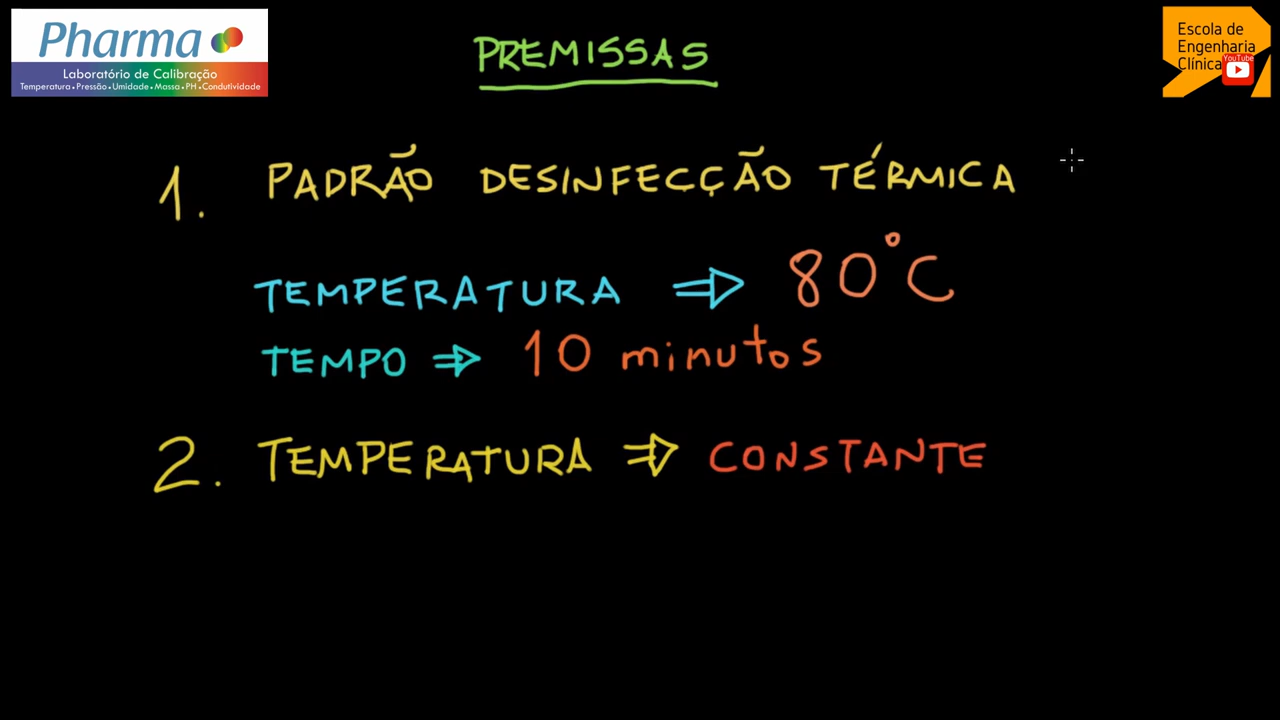 Pharma
Laboratório de Calibração
Temperatura • Pressão • Umidade • Massa • PH • Condutividade
PREMISSAS
Escola de
Engenharia
Clínica
YouTube
1. PADRÃO DESINFECÇÃO TÉRMICA
TEMPERATURA ⇒ 80°C
TEMPO ⇒ 10 minutos
2. TEMPERATURA ⇒ CONSTANTE